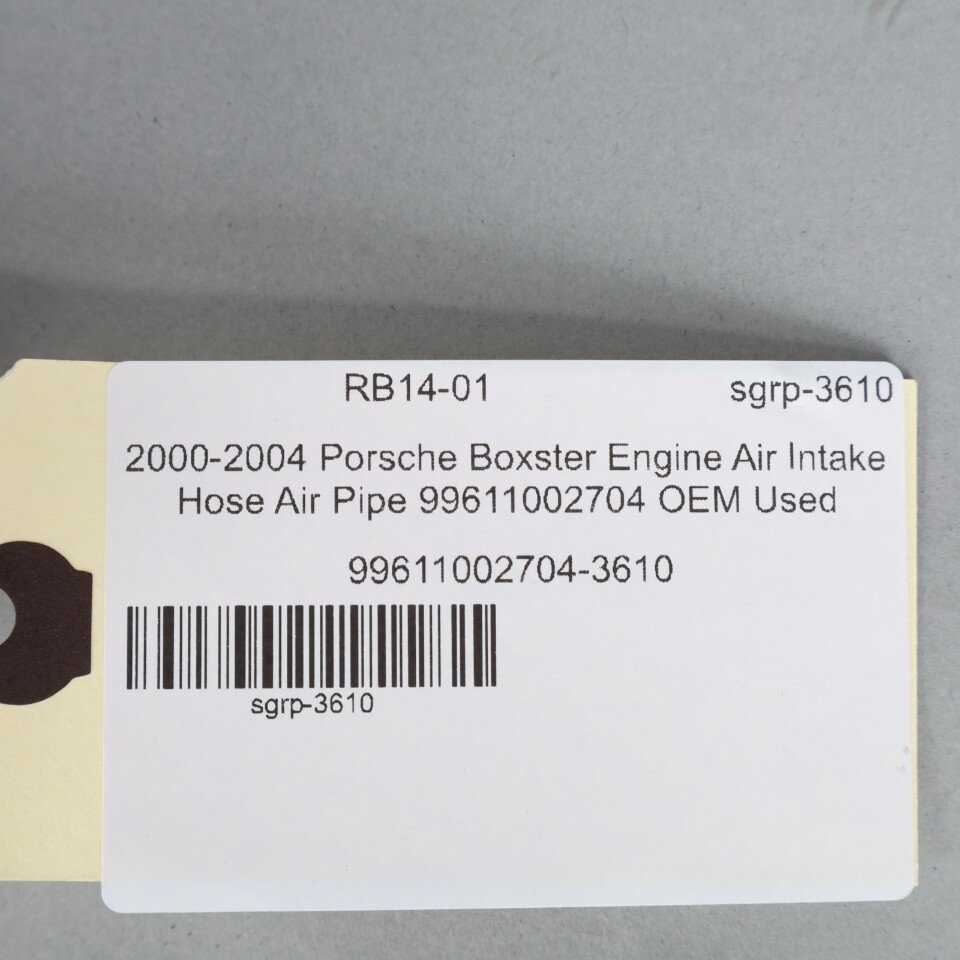 RB14-01 sgrp-3610
2000-2004 Porsche Boxster Engine Air Intake
Hose Air Pipe 99611002704 OEM Used
99611002704-3610
sgrp-3610